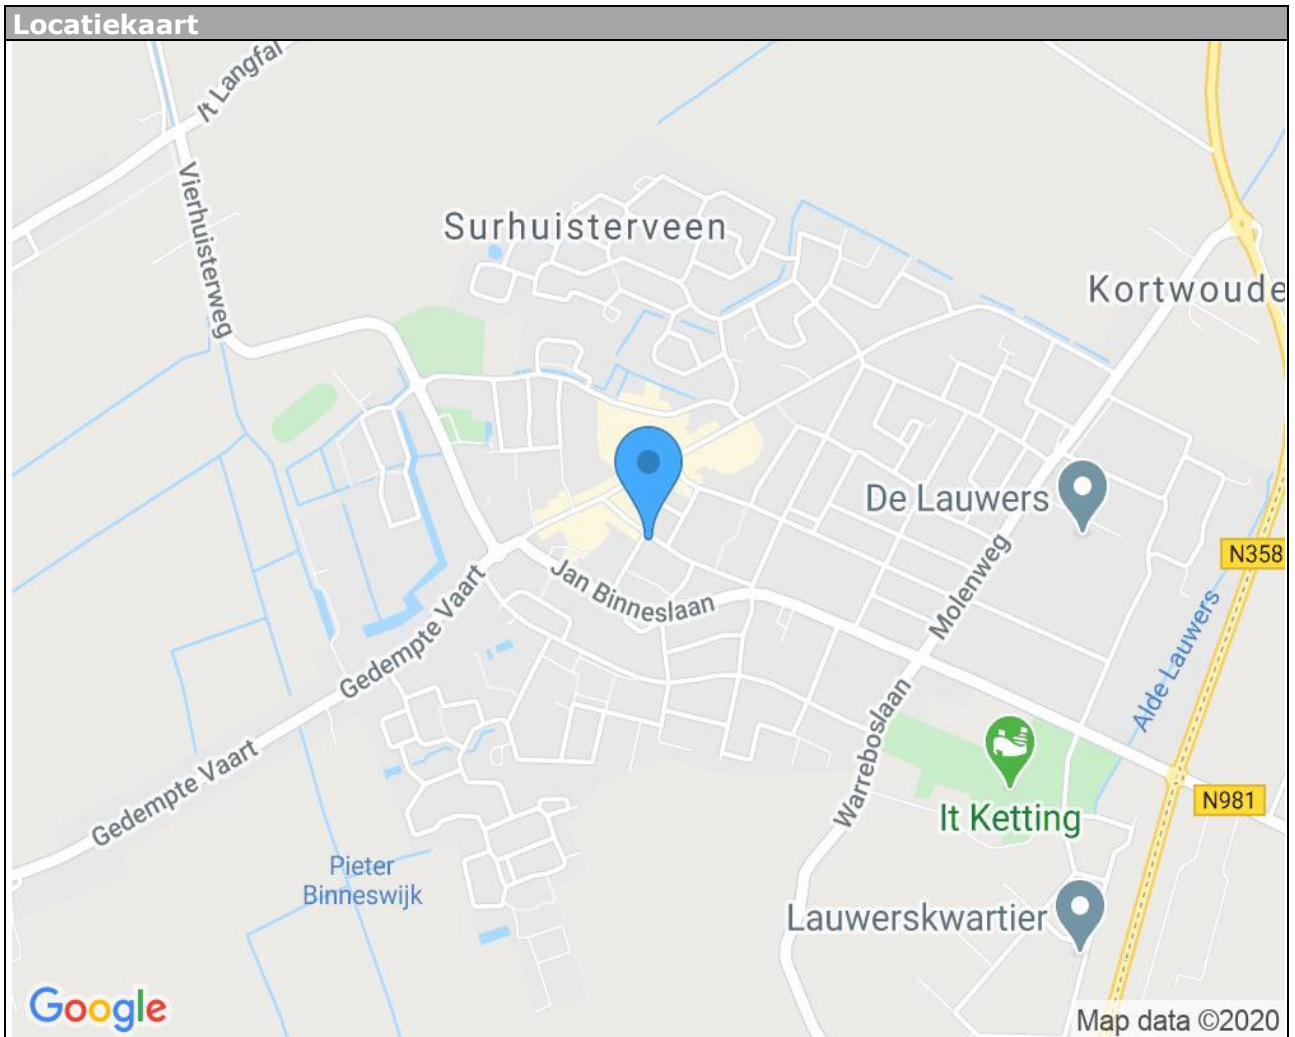 Locatiekaart
It Langfal
Vierhuisterweg
Surhuisterveen
Kortwoude
De Lauwers
N358
Jan Binneslaan
Molenweg
Gedempte Vaart
Alde Lauwers
Warreboslaan
Gedempte Vaart
It Ketting
N981
Pieter
Binneswijk
Lauwerskwartier
Google
Map data ©2020